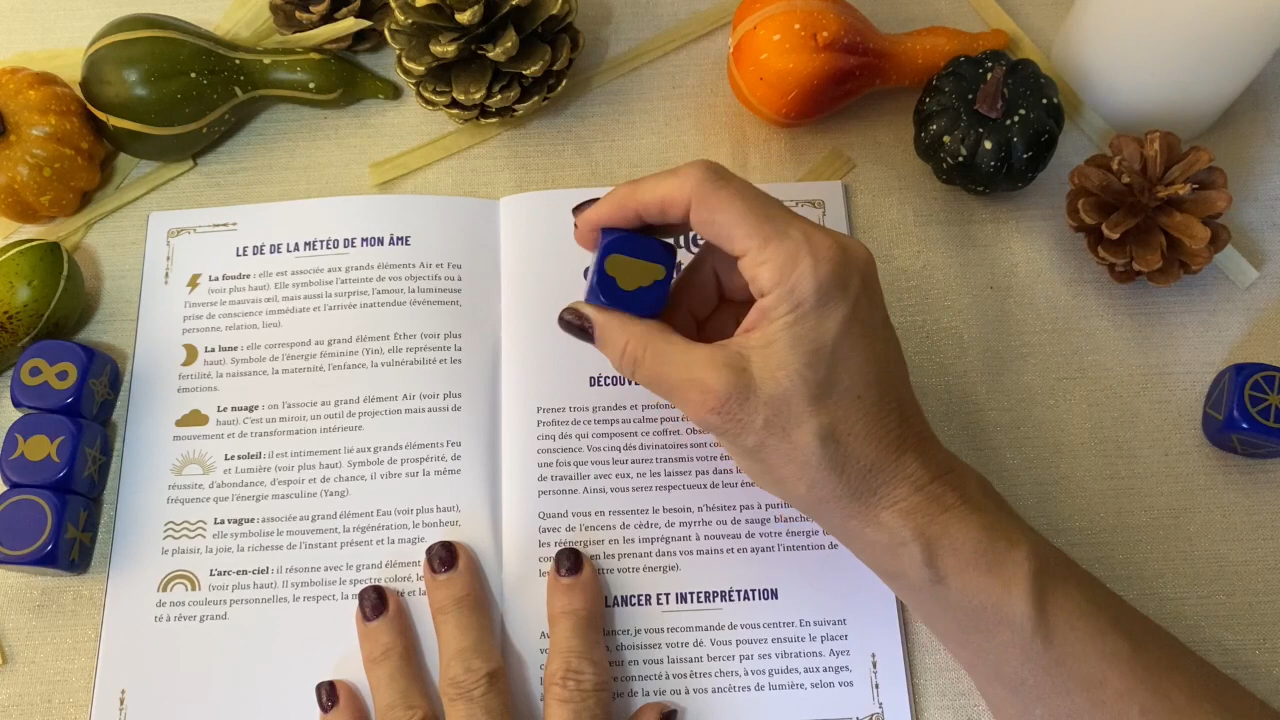 LE DÉ DE LA MÉTÉO DE MON ÂME
La foudre : elle est associée aux grands éléments Air et Feu
(voir plus haut). Elle symbolise l'atteinte de vos objectifs ou à
l'inverse le mauvais œil, mais aussi la surprise, l'amour, la lumineuse
prise de conscience immédiate et l'arrivée inattendue (événement,
personne, relation, lieu).
La lune : elle correspond au grand élément Éther (voir plus
haut). Symbole de l'énergie féminine (Yin), elle représente la
fertilité, la naissance, la maternité, l'enfance, la vulnérabilité et les
émotions.
Le nuage : on l'associe au grand élément Air (voir plus
haut). C'est un miroir, un outil de projection mais aussi de
mouvement et de transformation intérieure.
Le soleil : il est intimement lié aux grands éléments Feu
et Lumière (voir plus haut). Symbole de prospérité, de
réussite, d'abondance, d'espoir et de chance, il vibre sur la même
fréquence que l'énergie masculine (Yang).
La vague : associée au grand élément Eau (voir plus haut),
elle symbolise le mouvement, la régénération, le bonheur,
le plaisir, la joie, la richesse de l'instant présent et la magie.
L'arc-en-ciel : il résonne avec le grand élément
(voir plus haut). Il symbolise le spectre coloré, le
de nos couleurs personnelles, le respect, la et la
té à rêver grand.
Prenez trois grandes et
Profitez de ce temps au calme pour
cinq dés qui composent ce coffret.
conscience. Vos cinq dés divinatoires sont
une fois que vous leur aurez transmis votre
de travailler avec eux, ne les laissez pas dans
personne. Ainsi, vous serez respectueux de leur
Quand vous en ressentez le besoin, n'hésitez pas à
(avec de l'encens de cèdre, de myrrhe ou de sauge blanche
les réénergiser en les imprégnant à nouveau de votre énergie
en les prenant dans vos mains et en ayant l'intention de
votre énergie).
LANCER ET INTERPRÉTATION
lancer, je vous recommande de vous centrer. En suivant
choisissez votre dé. Vous pouvez ensuite le placer
en vous laissant bercer par ses vibrations. Ayez
connecté à vos êtres chers, à vos guides, aux anges,
de la vie ou à vos ancêtres de lumière, selon vos